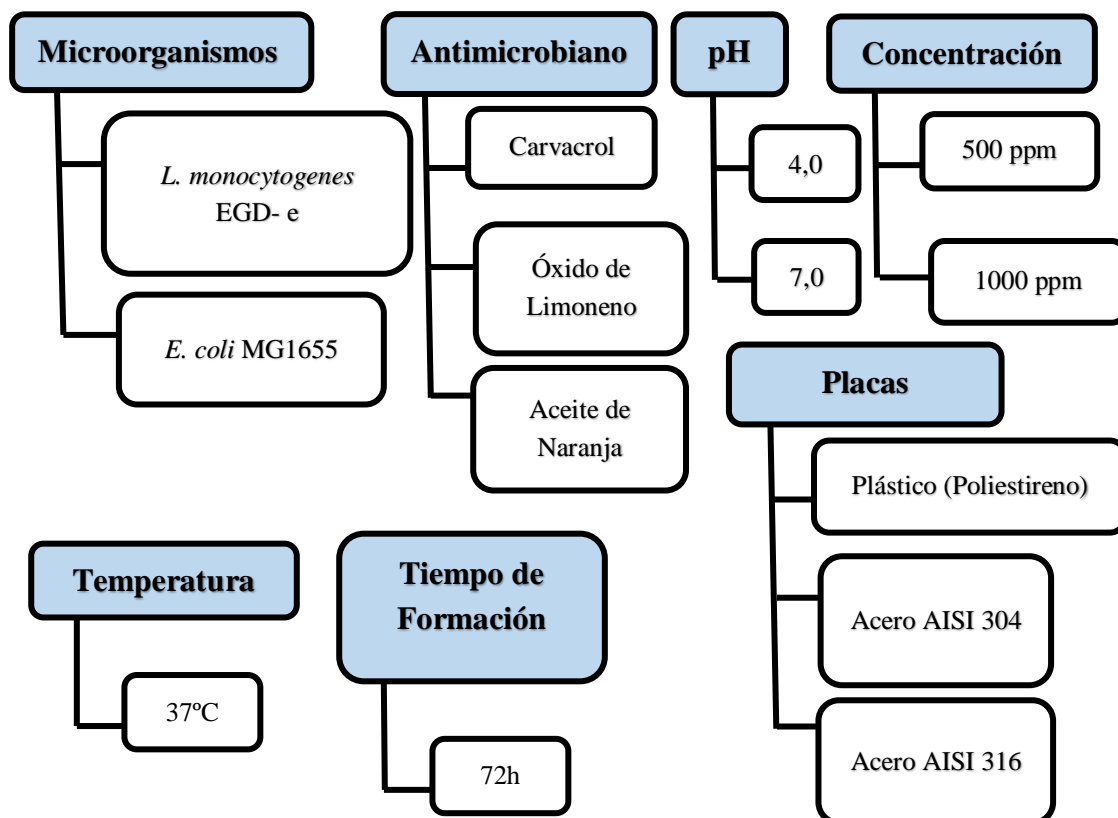 Microorganismos
L. monocytogenes
EGD- e
E. coli MG1655
Antimicrobiano
Carvacrol
Óxido de
Limoneno
Aceite de
Naranja
pH
4,0
7,0
Concentración
500 ppm
1000 ppm
Placas
Plástico (Poliestireno)
Acero AISI 304
Acero AISI 316
Temperatura
37ºC
Tiempo de
Formación
72h